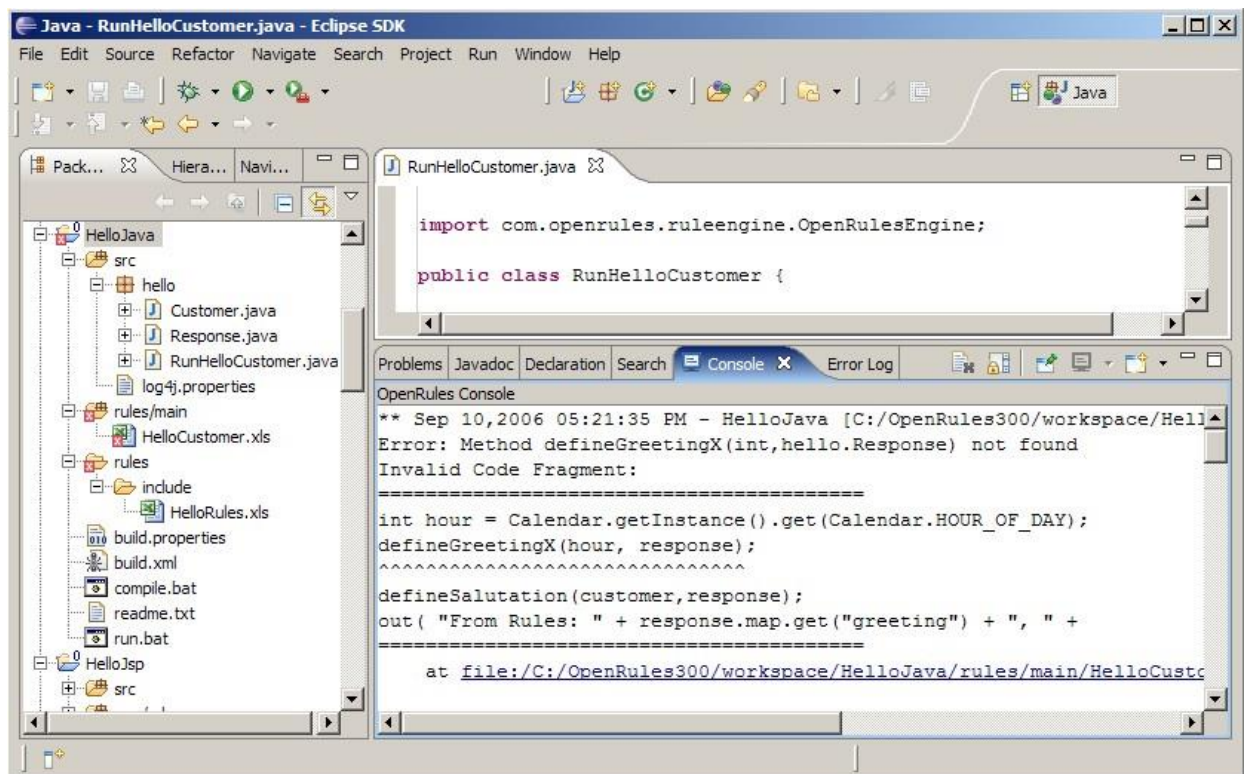 Java - RunHelloCustomer.java - Eclipse SDK
File Edit Source Refactor Navigate Search Project Run Window Help
Java
Pack... Hiera... Navi...
HelloJava
src
hello
Customer.java
Response.java
RunHelloCustomer.java
log4j.properties
rules/main
HelloCustomer.xls
rules
include
HelloRules.xls
build.properties
build.xml
compile.bat
readme.txt
run.bat
HelloJsp
src
RunHelloCustomer.java
import com.openrules.ruleengine.OpenRulesEngine;
public class RunHelloCustomer {
Problems Javadoc Declaration Search Console Error Log
OpenRules Console
** Sep 10,2006 05:21:35 PM - HelloJava [C:/OpenRules300/workspace/Hell
Error: Method defineGreetingX(int,hello.Response) not found
Invalid Code Fragment:
=========================================
int hour = Calendar.getInstance().get(Calendar.HOUR_OF_DAY);
defineGreetingX(hour, response);
^^^^^^^^^^^^^^^^^^^^^^^^^^^^^^^
defineSalutation(customer,response);
out( "From Rules: " + response.map.get("greeting") + ", " +
=========================================
at file:/C:/OpenRules300/workspace/HelloJava/rules/main/HelloCusto